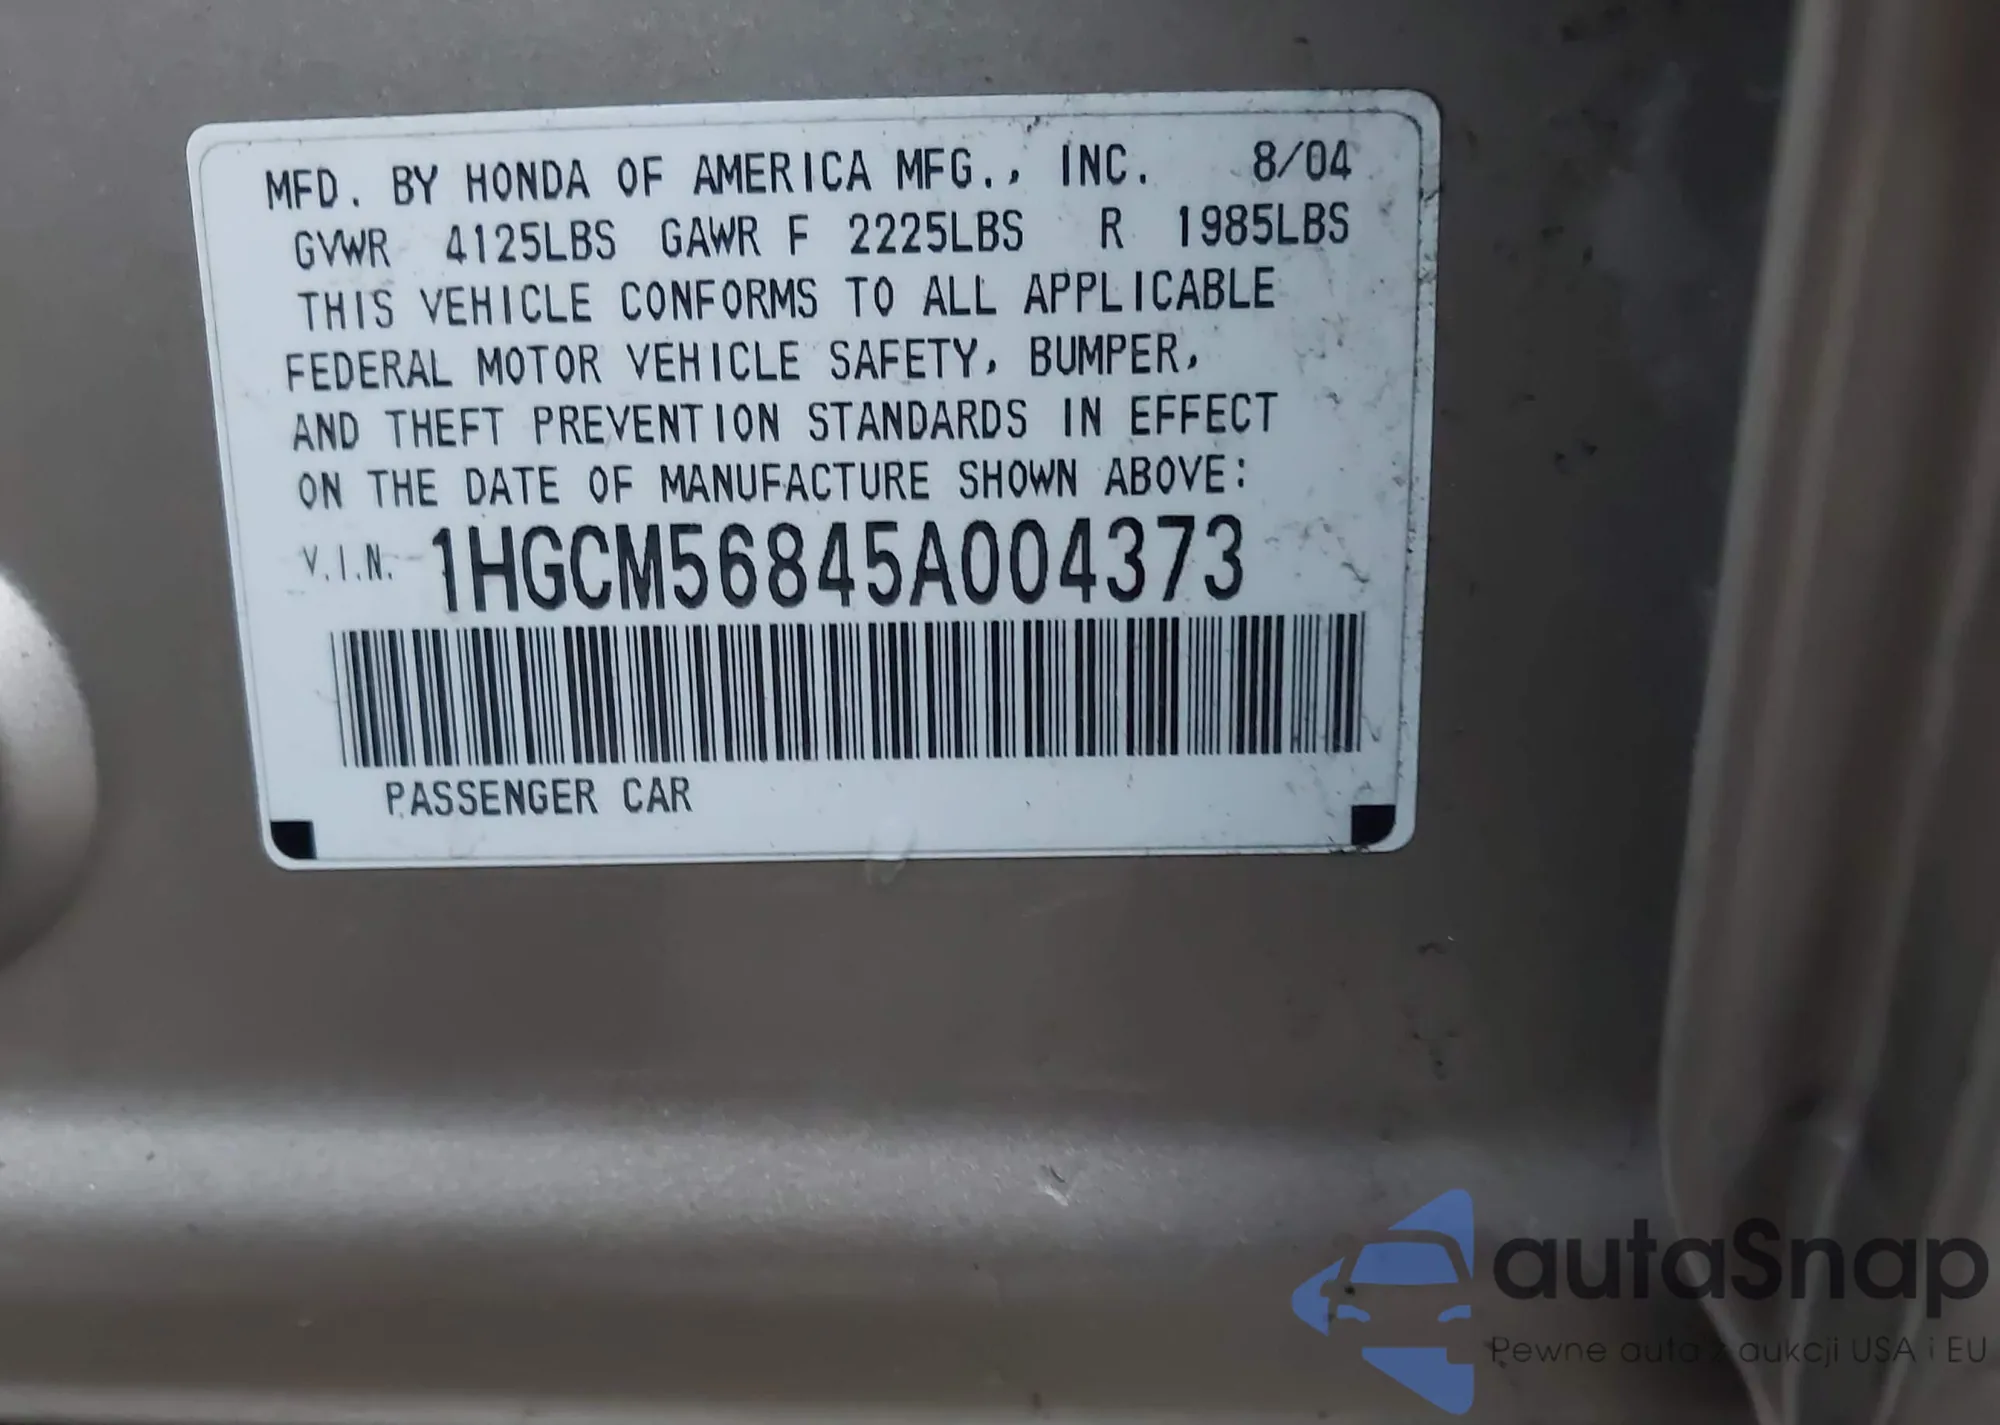 MFD. BY HONDA OF AMERICA MFG., INC. 8/04
GVWR 4125LBS GAWR F 2225LBS R 1985LBS
THIS VEHICLE CONFORMS TO ALL APPLICABLE
FEDERAL MOTOR VEHICLE SAFETY, BUMPER,
AND THEFT PREVENTION STANDARDS IN EFFECT
ON THE DATE OF MANUFACTURE SHOWN ABOVE:
V.I.N. 1HGCM56845A004373
PASSENGER CAR
autaSnap
Pewne auta z aukcji USA i EU